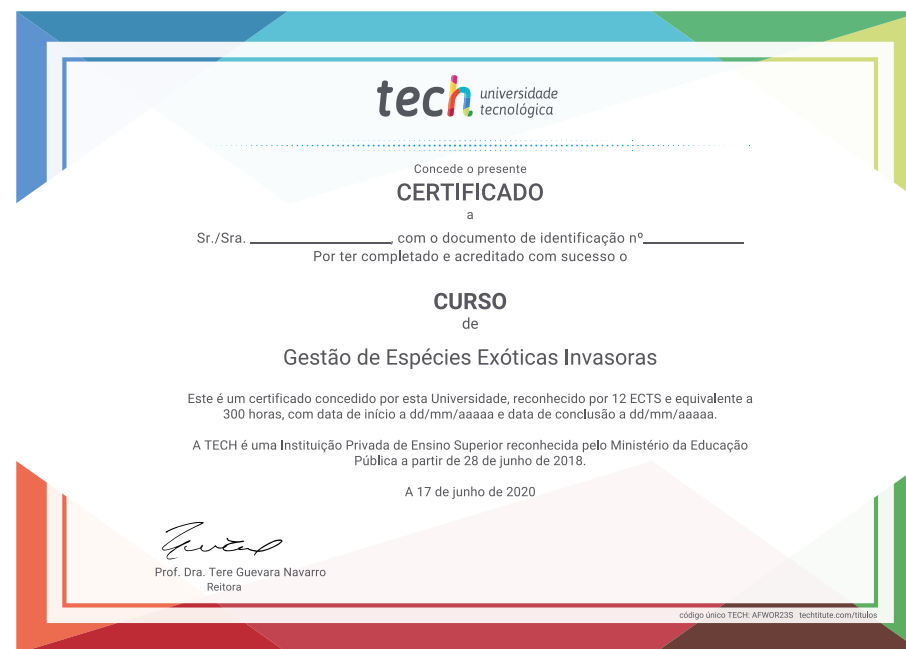 tech universidade
tecnológica
Concede o presente
CERTIFICADO
a
Sr./Sra. ____________________, com o documento de identificação nº______________
Por ter completado e acreditado com sucesso o
CURSO
de
Gestão de Espécies Exóticas Invasoras
Este é um certificado concedido por esta Universidade, reconhecido por 12 ECTS e equivalente a
300 horas, com data de início a dd/mm/aaaaa e data de conclusão a dd/mm/aaaaa.
A TECH é uma Instituição Privada de Ensino Superior reconhecida pelo Ministério da Educação
Pública a partir de 28 de junho de 2018.
A 17 de junho de 2020
Prof. Dra. Tere Guevara Navarro
Reitora
código único TECH: AFWOR23S techtitute.com/titulos